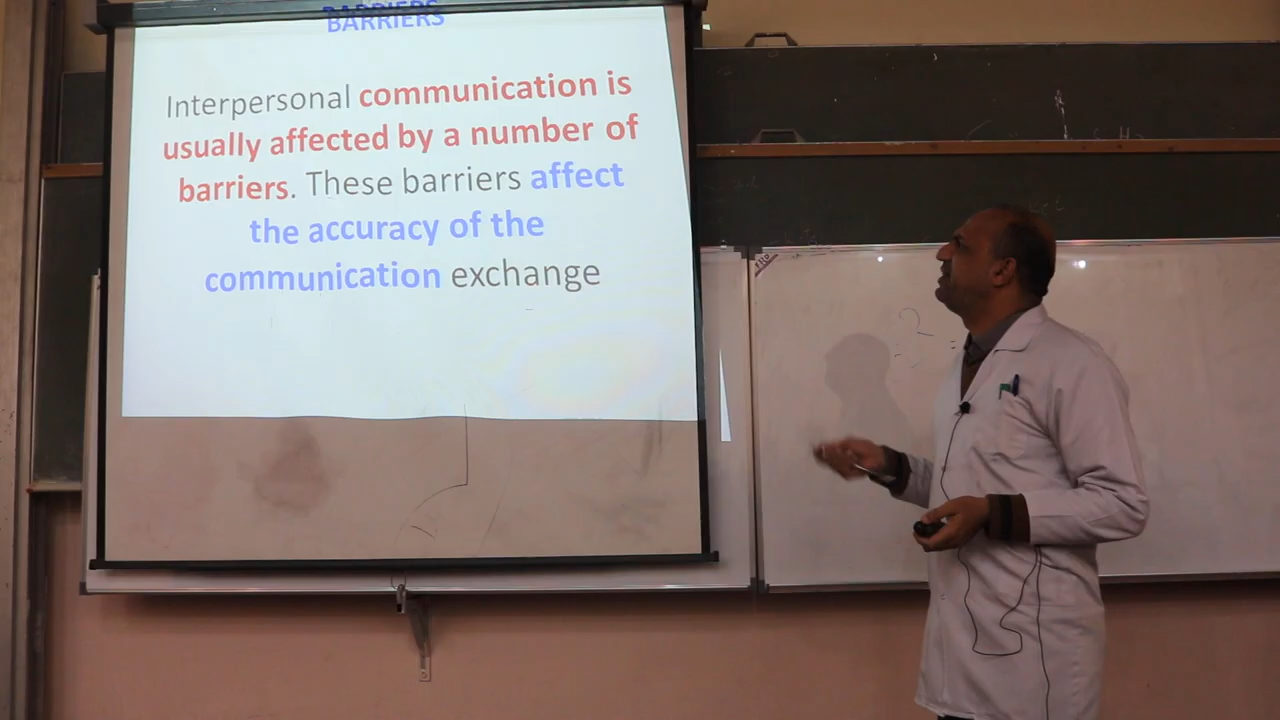 BARRIERS
Interpersonal communication is
usually affected by a number of
barriers. These barriers affect
the accuracy of the
communication exchange
2